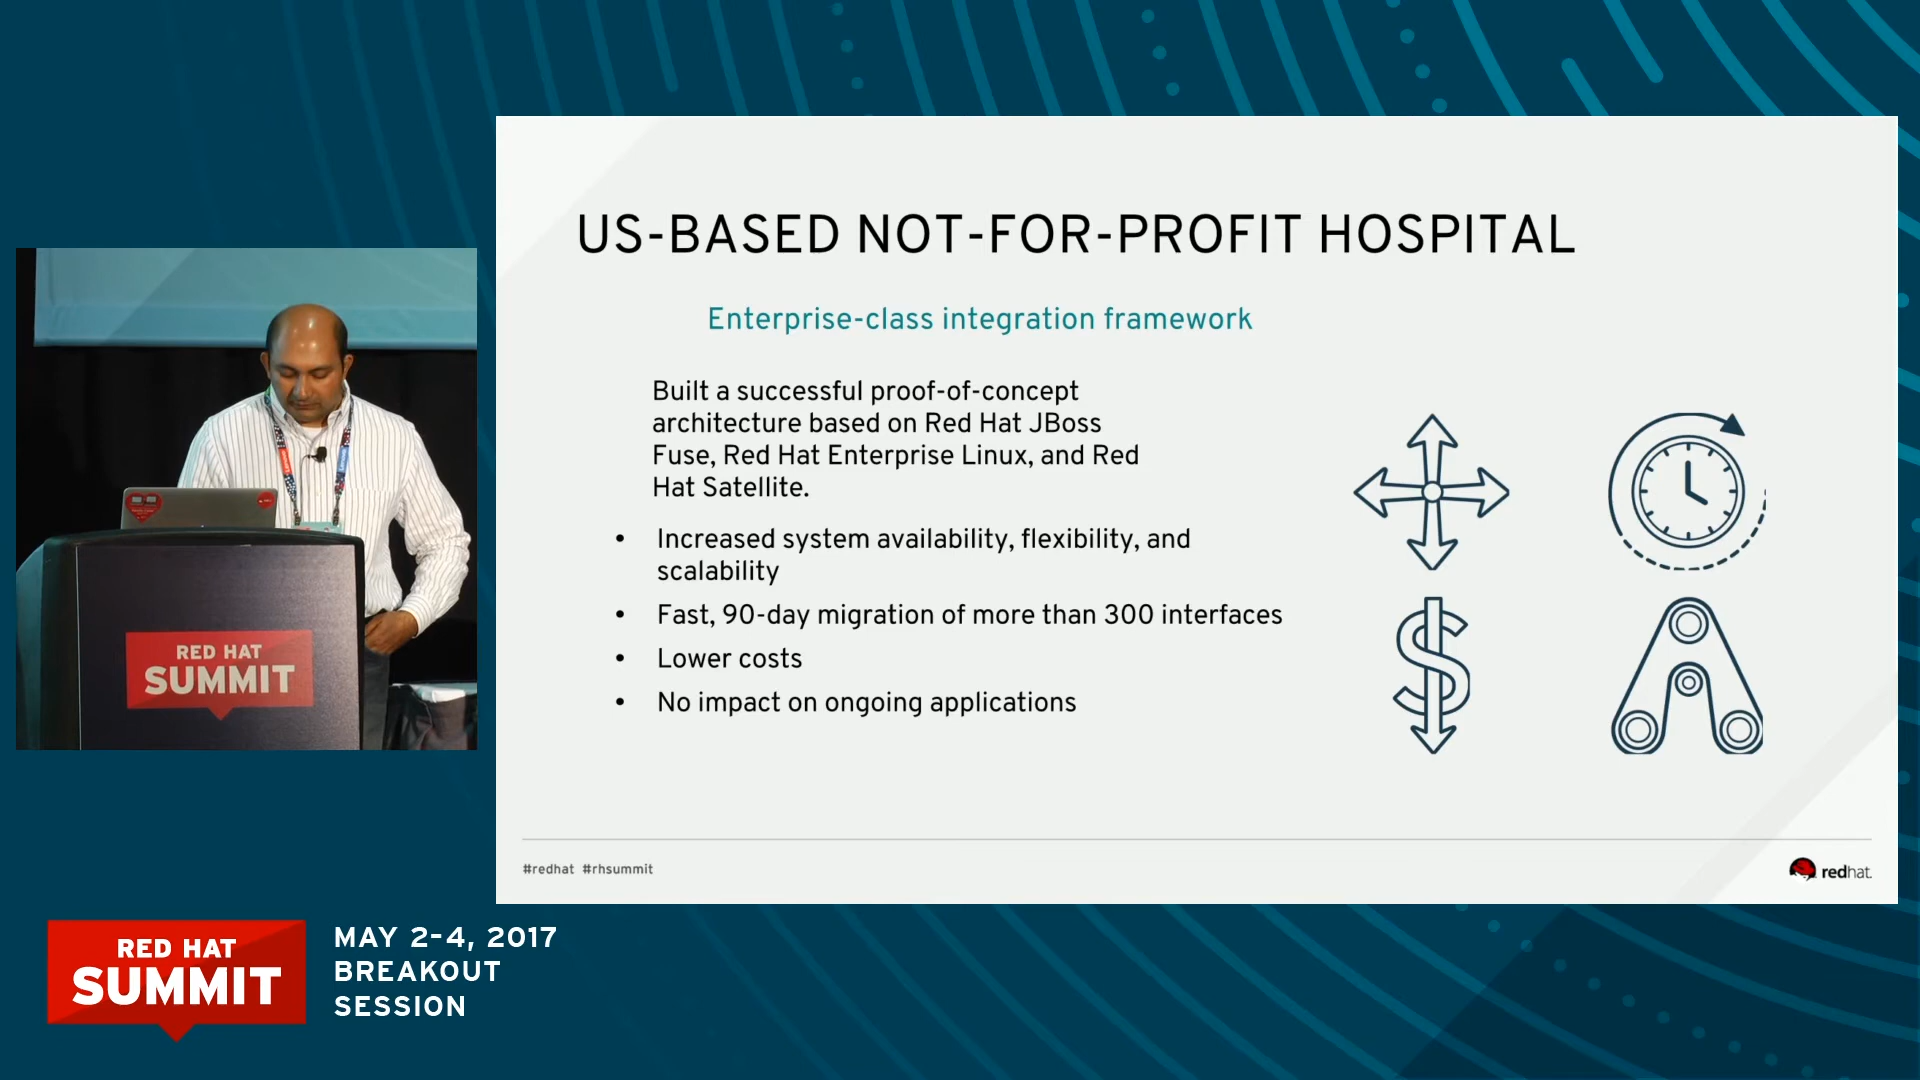 US-BASED NOT-FOR-PROFIT HOSPITAL
Enterprise-class integration framework
Built a successful proof-of-concept
architecture based on Red Hat JBoss
Fuse, Red Hat Enterprise Linux, and Red
Hat Satellite.
• Increased system availability, flexibility, and
scalability
• Fast, 90-day migration of more than 300 interfaces
• Lower costs
• No impact on ongoing applications
#redhat #rhsummit
redhat.
RED HAT
SUMMIT
RED HAT
SUMMIT
MAY 2-4, 2017
BREAKOUT
SESSION